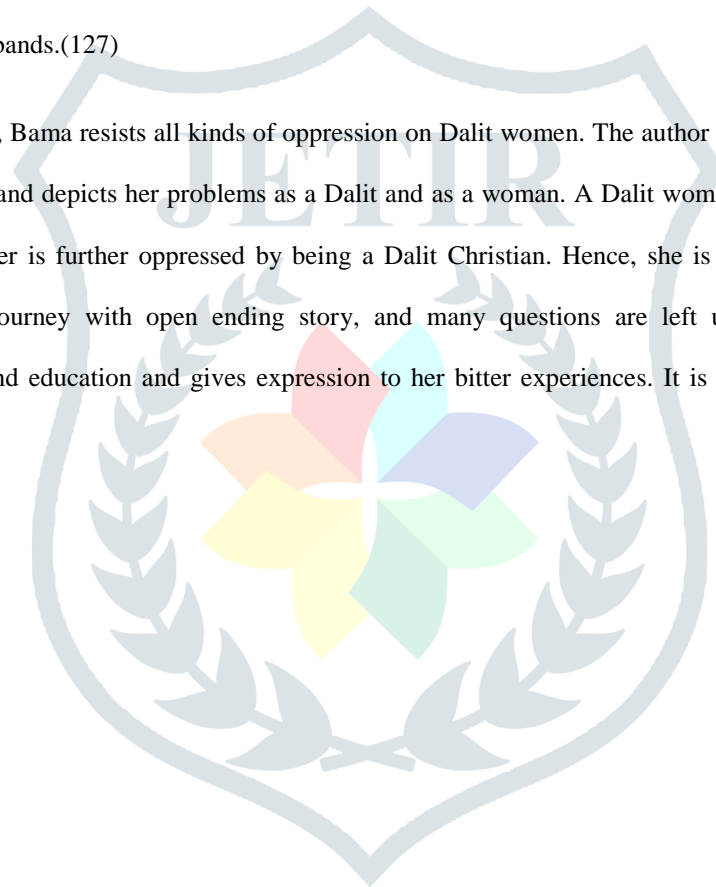 bands.(127)
, Bama resists all kinds of oppression on Dalit women. The author
and depicts her problems as a Dalit and as a woman. A Dalit wom
er is further oppressed by being a Dalit Christian. Hence, she is
ourney with open ending story, and many questions are left u
nd education and gives expression to her bitter experiences. It is
JETIR